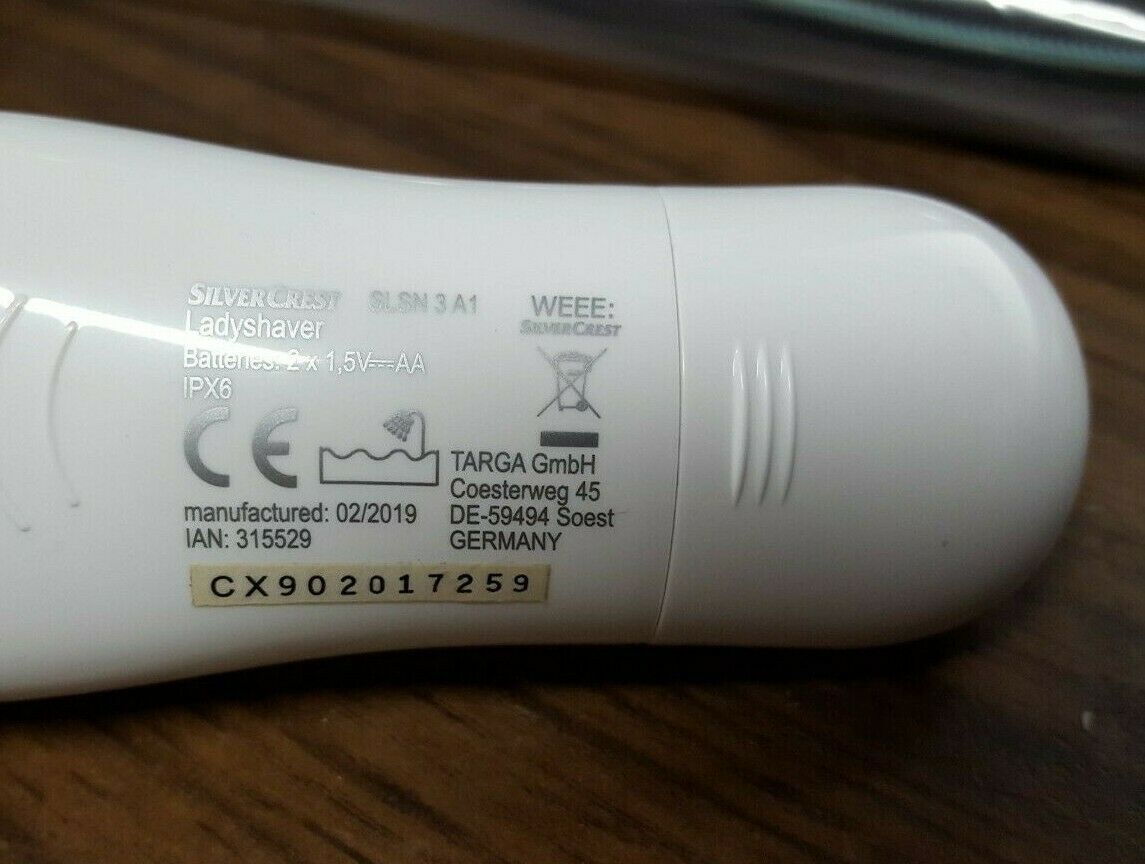 SILVERCREST SLSN 3 A1
Ladyshaver
Batteries: 2 x 1,5V⎓AA
IPX6
CE
manufactured: 02/2019
IAN: 315529
WEEE:
SILVERCREST
TARGA GmbH
Coesterweg 45
DE-59494 Soest
GERMANY
CX902017259